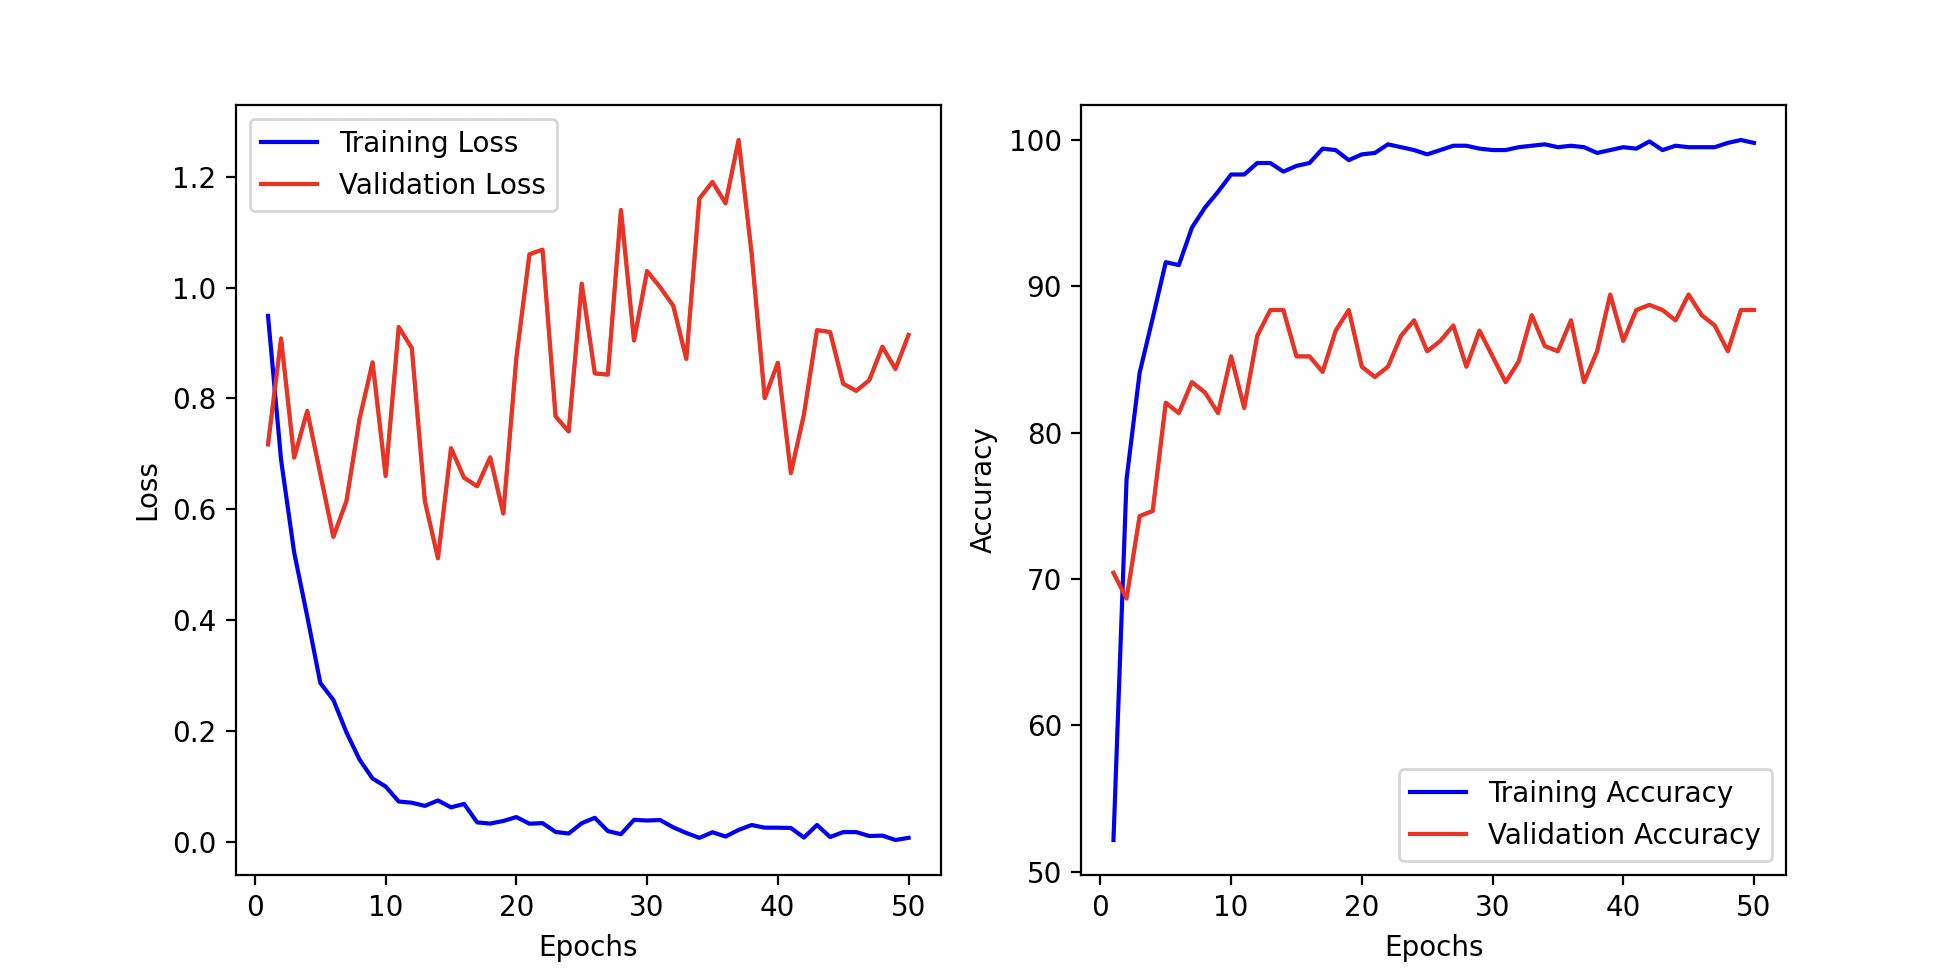 Training Loss
Validation Loss
1.2
1.0
0.8
0.6
0.4
0.2
0.0
Loss
0 10 20 30 40 50
Epochs
100
90
80
70
60
50
Accuracy
Training Accuracy
Validation Accuracy
0 10 20 30 40 50
Epochs